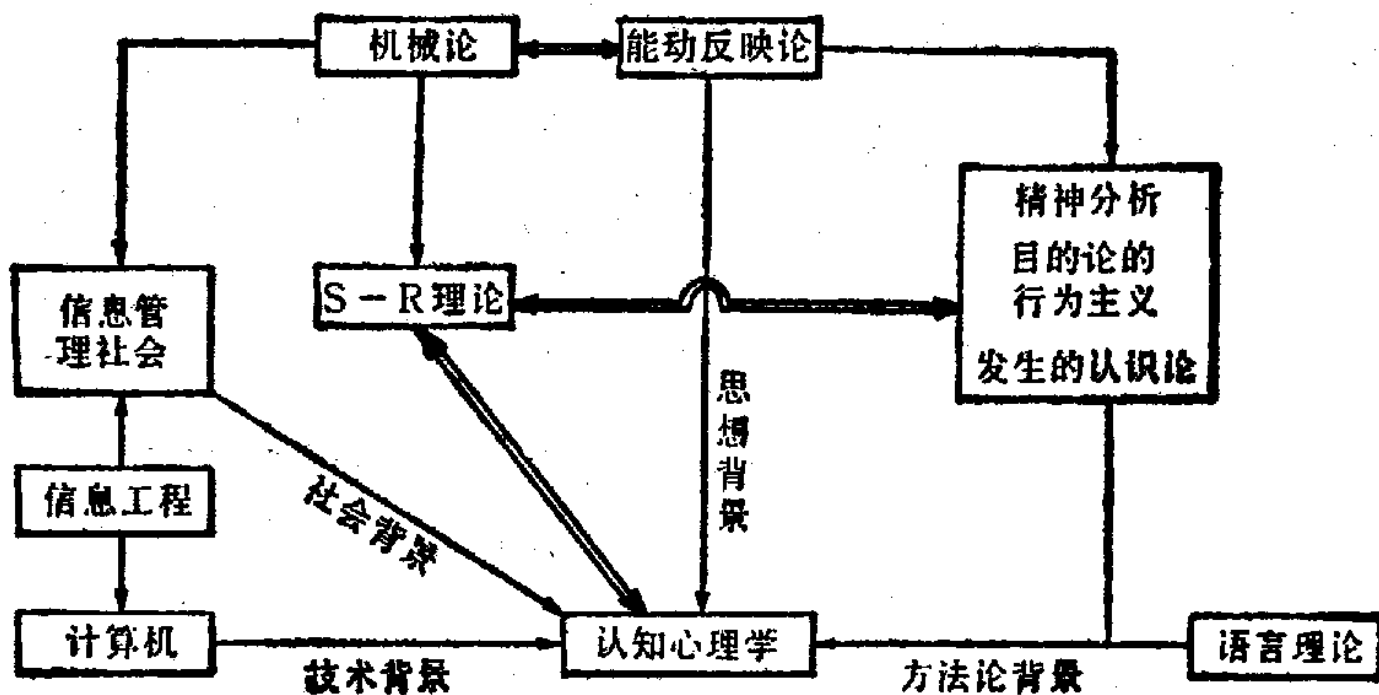 机械论
能动反映论
精神分析
目的论的
行为主义
发生的认识论
信息管
理社会
S-R理论
思想背景
信息工程
社会背景
计算机
认知心理学
语言理论
技术背景
方法论背景